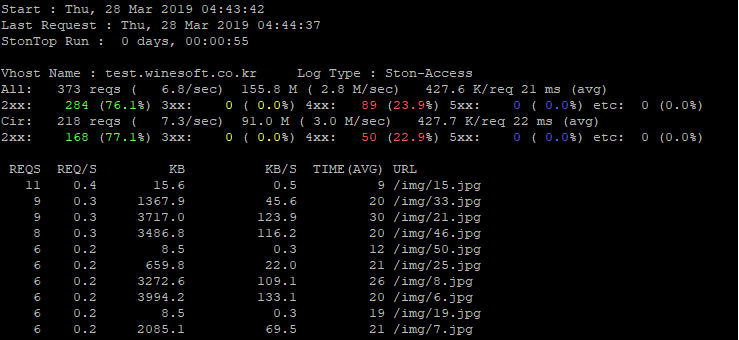 Start : Thu, 28 Mar 2019 04:43:42
Last Request : Thu, 28 Mar 2019 04:44:37
StonTop Run :  0 days, 00:00:55
Vhost Name : test.winesoft.co.kr     Log Type : Ston-Access
All:   373 reqs (   6.8/sec)  155.8 M ( 2.8 M/sec)   427.6 K/req 21 ms (avg)
2xx:    284 (76.1%) 3xx:    0 ( 0.0%) 4xx:   89 (23.9%) 5xx:    0 ( 0.0%) etc:  0 (0.0%)
Cir:   218 reqs (   7.3/sec)   91.0 M ( 3.0 M/sec)   427.7 K/req 22 ms (avg)
2xx:    168 (77.1%) 3xx:    0 ( 0.0%) 4xx:   50 (22.9%) 5xx:    0 ( 0.0%) etc:  0 (0.0%)
REQS  REQ/S         KB          KB/S  TIME(AVG) URL
11    0.4       15.6           0.5          9 /img/15.jpg
9    0.3     1367.9          45.6         20 /img/33.jpg
9    0.3     3717.0         123.9         30 /img/21.jpg
8    0.3     3486.8         116.2         20 /img/46.jpg
6    0.2        8.5           0.3         12 /img/50.jpg
6    0.2      659.8          22.0         21 /img/25.jpg
6    0.2     3272.6         109.1         26 /img/8.jpg
6    0.2     3994.2         133.1         20 /img/6.jpg
6    0.2        8.5           0.3         19 /img/19.jpg
6    0.2     2085.1          69.5         21 /img/7.jpg